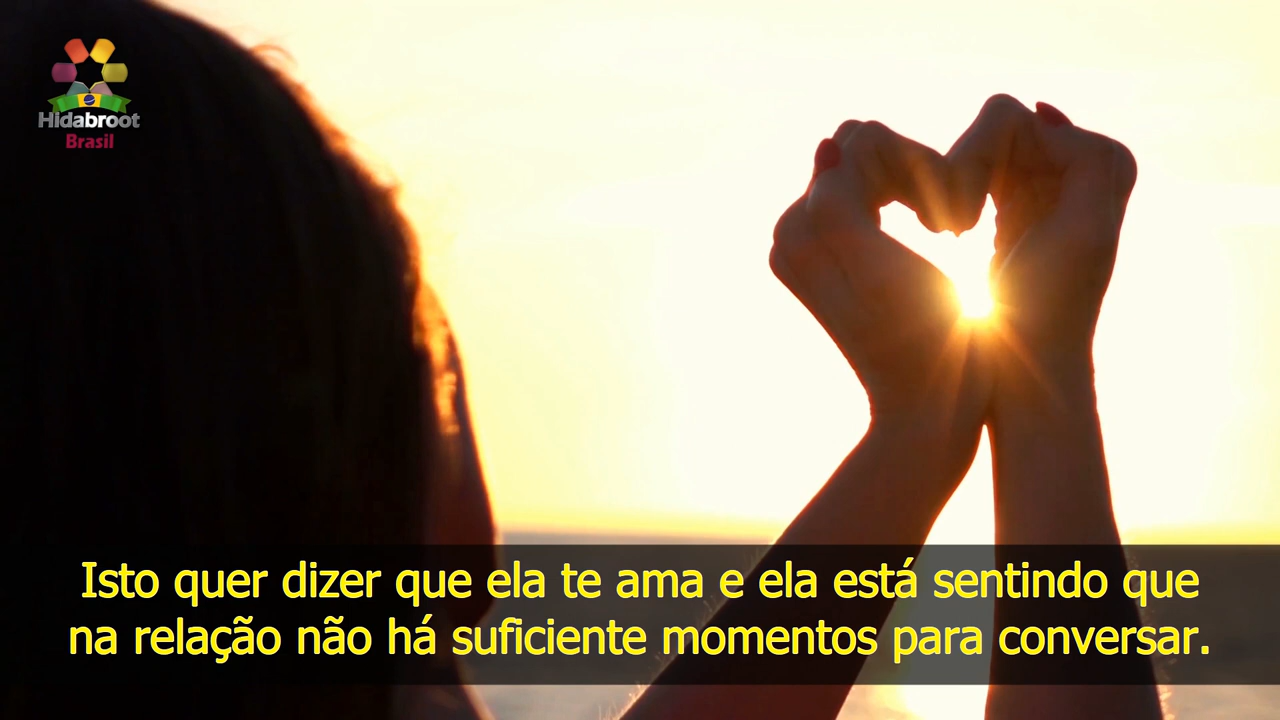 Hidabroot
Brasil
Isto quer dizer que ela te ama e ela está sentindo que
na relação não há suficiente momentos para conversar.